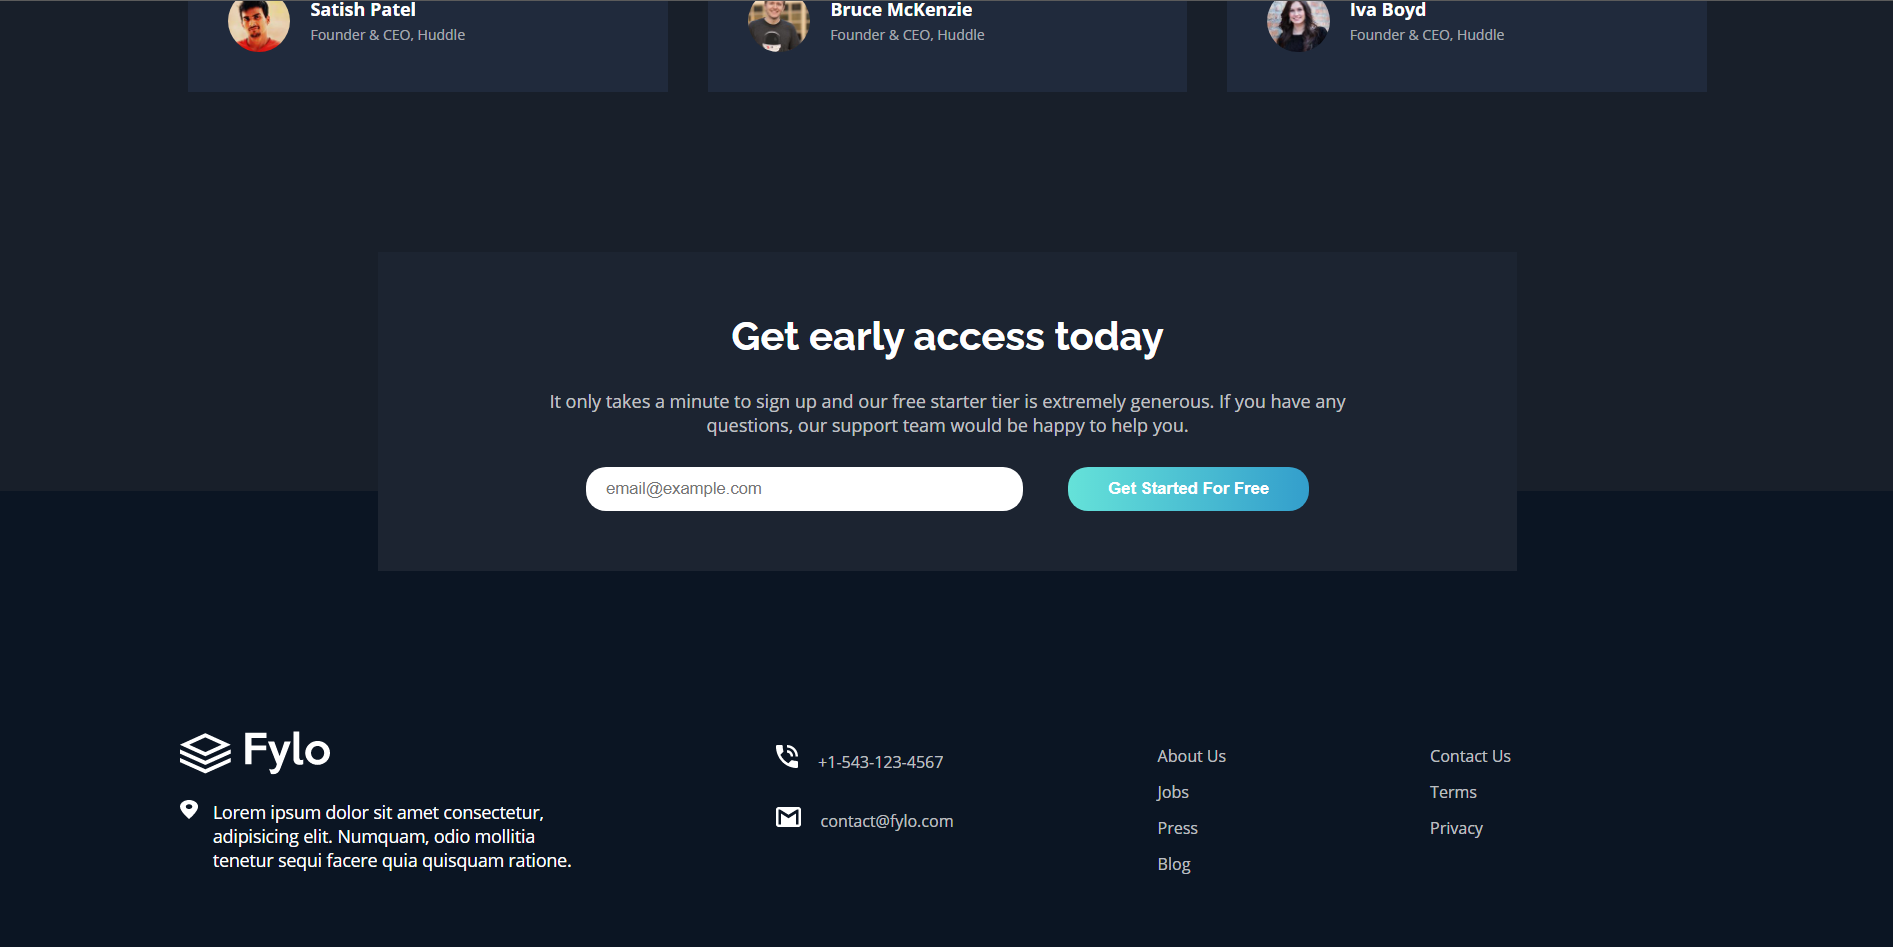 Satish Patel
Founder & CEO, Huddle
Bruce McKenzie
Founder & CEO, Huddle
Iva Boyd
Founder & CEO, Huddle
Get early access today
It only takes a minute to sign up and our free starter tier is extremely generous. If you have any
questions, our support team would be happy to help you.
email@example.com
Get Started For Free
Fylo
Lorem ipsum dolor sit amet consectetur,
adipisicing elit. Numquam, odio mollitia
tenetur sequi facere quia quisquam ratione.
+1-543-123-4567
contact@fylo.com
About Us
Jobs
Press
Blog
Contact Us
Terms
Privacy